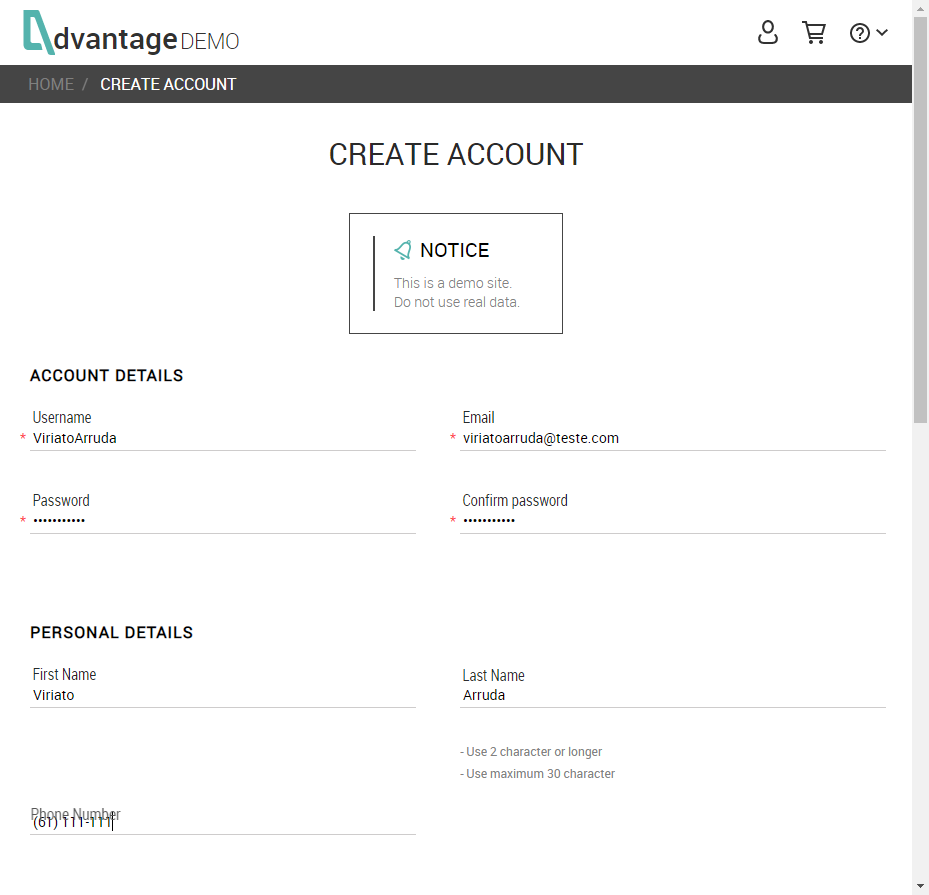 dvantage DEMO
HOME / CREATE ACCOUNT
CREATE ACCOUNT
NOTICE
This is a demo site.
Do not use real data.
ACCOUNT DETAILS
Username
* ViriatoArruda
Email
* viriatoarruda@teste.com
Password
* •••••••••••
Confirm password
* •••••••••••
PERSONAL DETAILS
First Name
Viriato
Last Name
Arruda
- Use 2 character or longer
- Use maximum 30 character
Phone Number
(61) 111-111